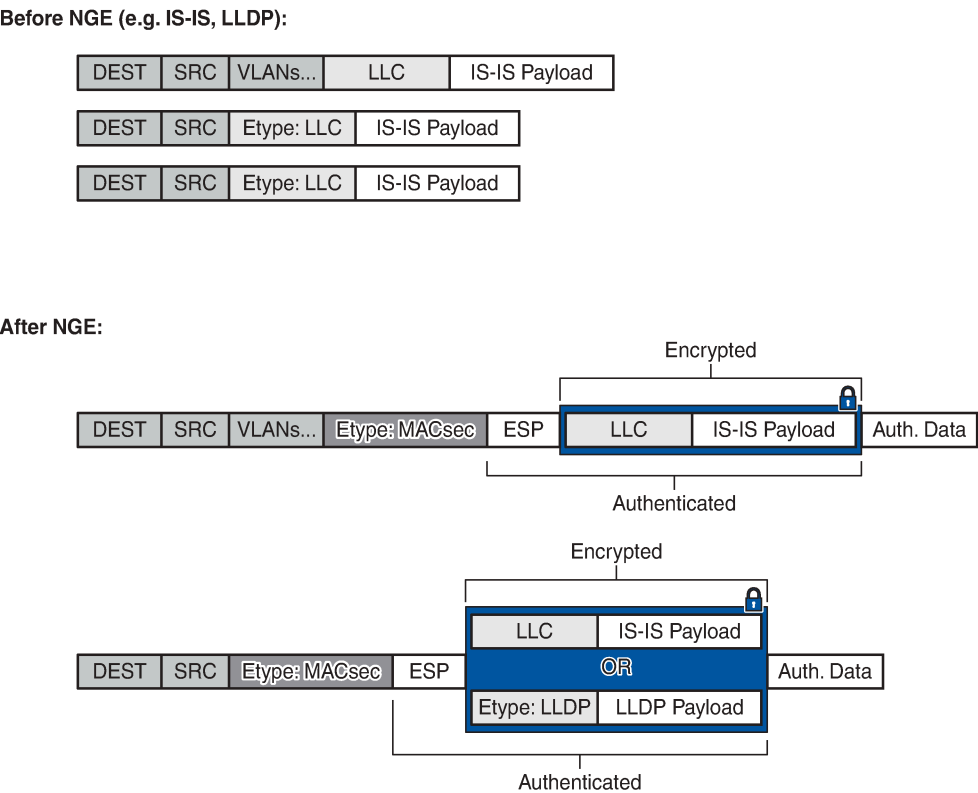 Before NGE (e.g. IS-IS, LLDP):
DEST SRC VLANs... LLC IS-IS Payload
DEST SRC Etype: LLC IS-IS Payload
DEST SRC Etype: LLC IS-IS Payload
After NGE:
Encrypted
DEST SRC VLANs... Etype: MACsec ESP LLC IS-IS Payload Auth. Data
Authenticated
Encrypted
LLC IS-IS Payload
DEST SRC Etype: MACsec ESP OR Auth. Data
Etype: LLDP LLDP Payload
Authenticated